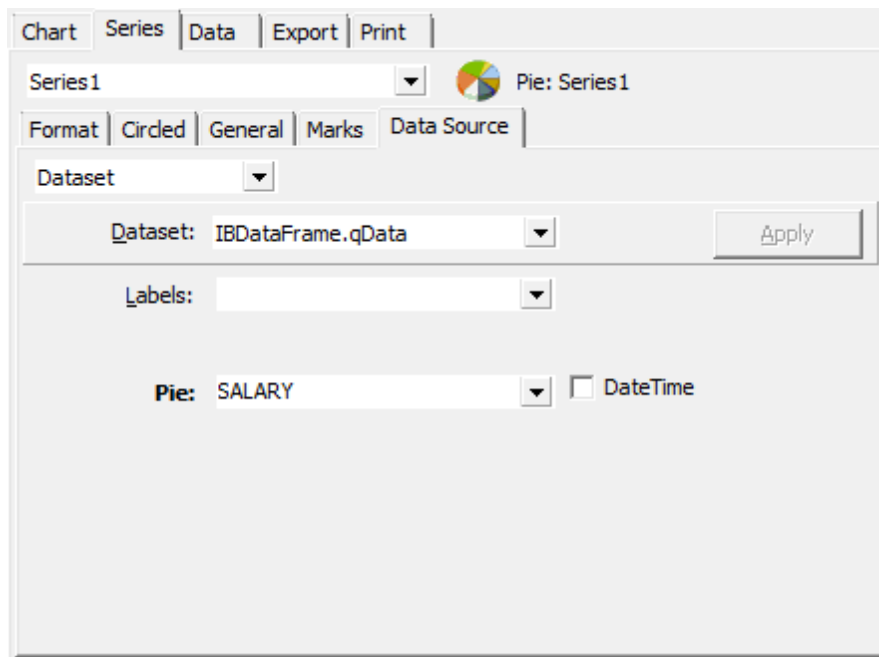 Chart Series Data Export Print
Series1 Pie: Series1
Format Circled General Marks Data Source
Dataset
Dataset: IBDataFrame.qData Apply
Labels:
Pie: SALARY DateTime